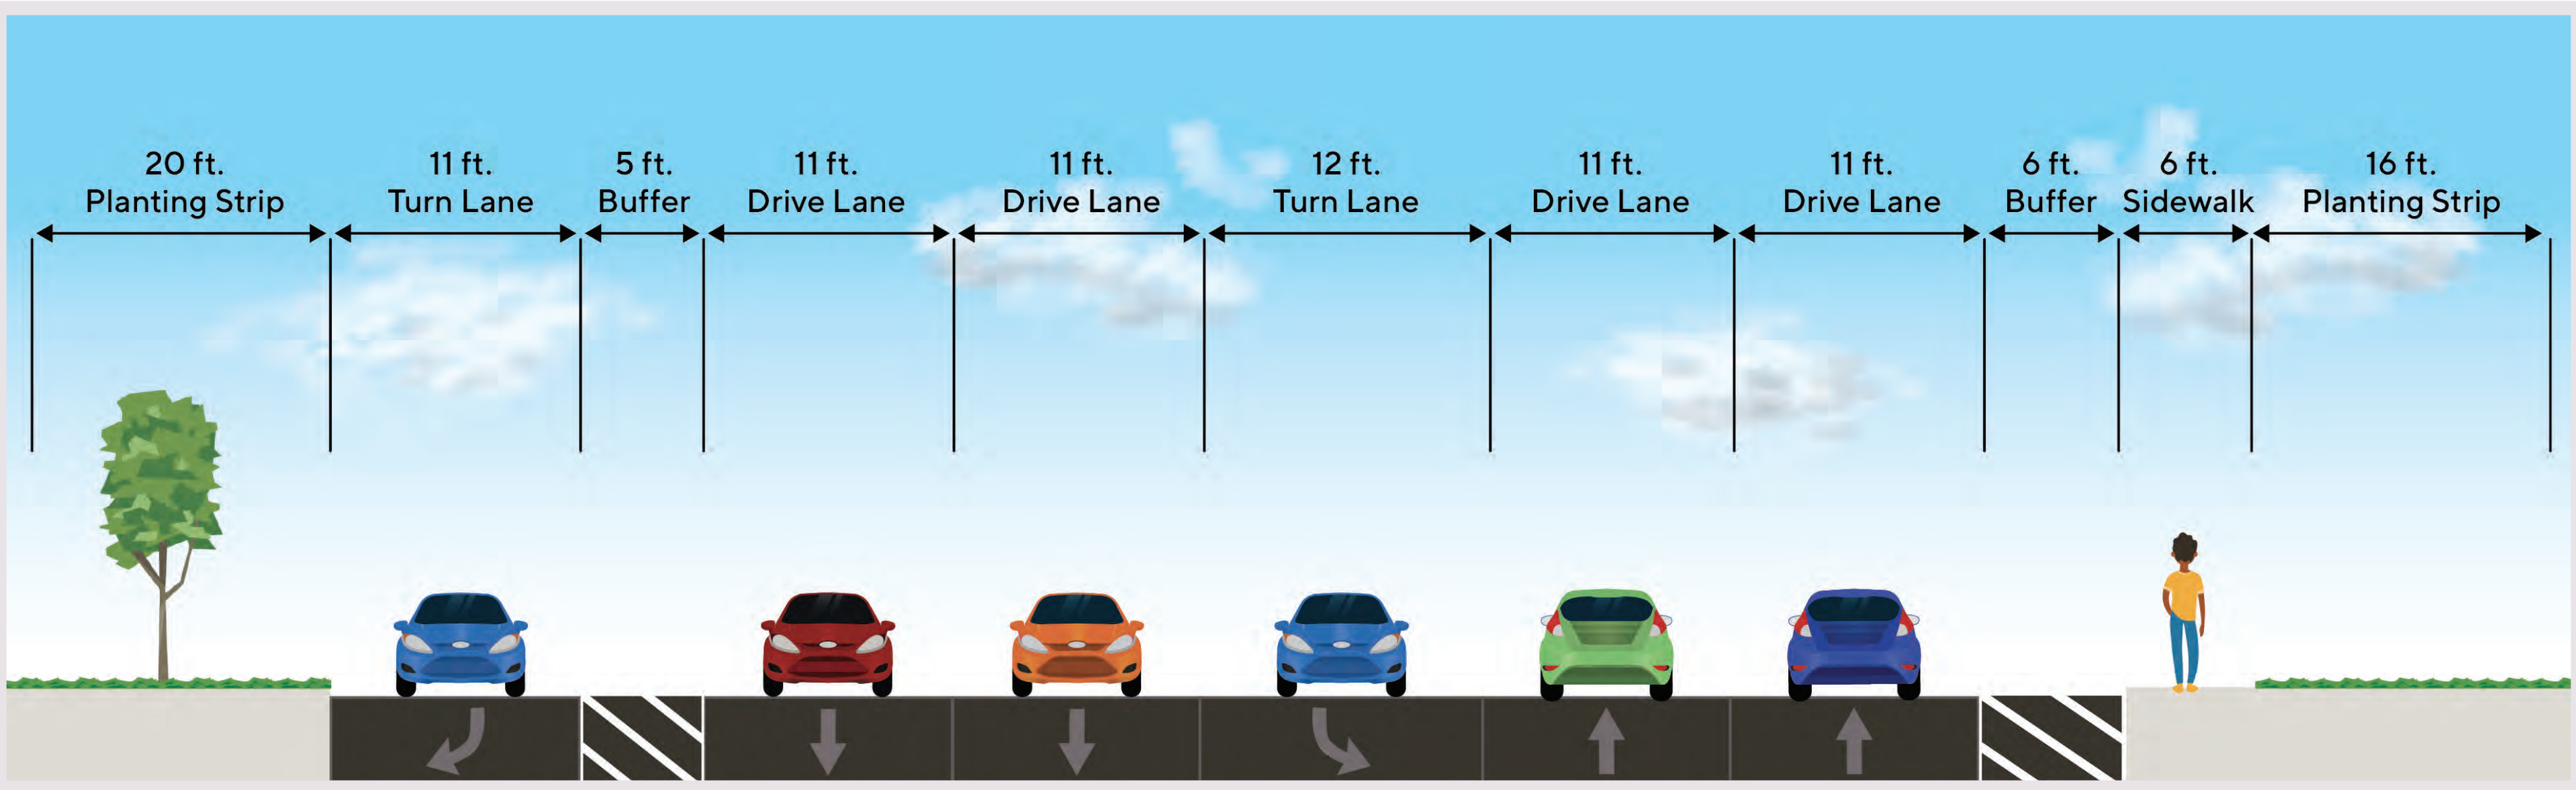 20 ft.
Planting Strip
11 ft.
Turn Lane
5 ft.
Buffer
11 ft.
Drive Lane
11 ft.
Drive Lane
12 ft.
Turn Lane
11 ft.
Drive Lane
11 ft.
Drive Lane
6 ft.
Buffer
6 ft.
Sidewalk
16 ft.
Planting Strip